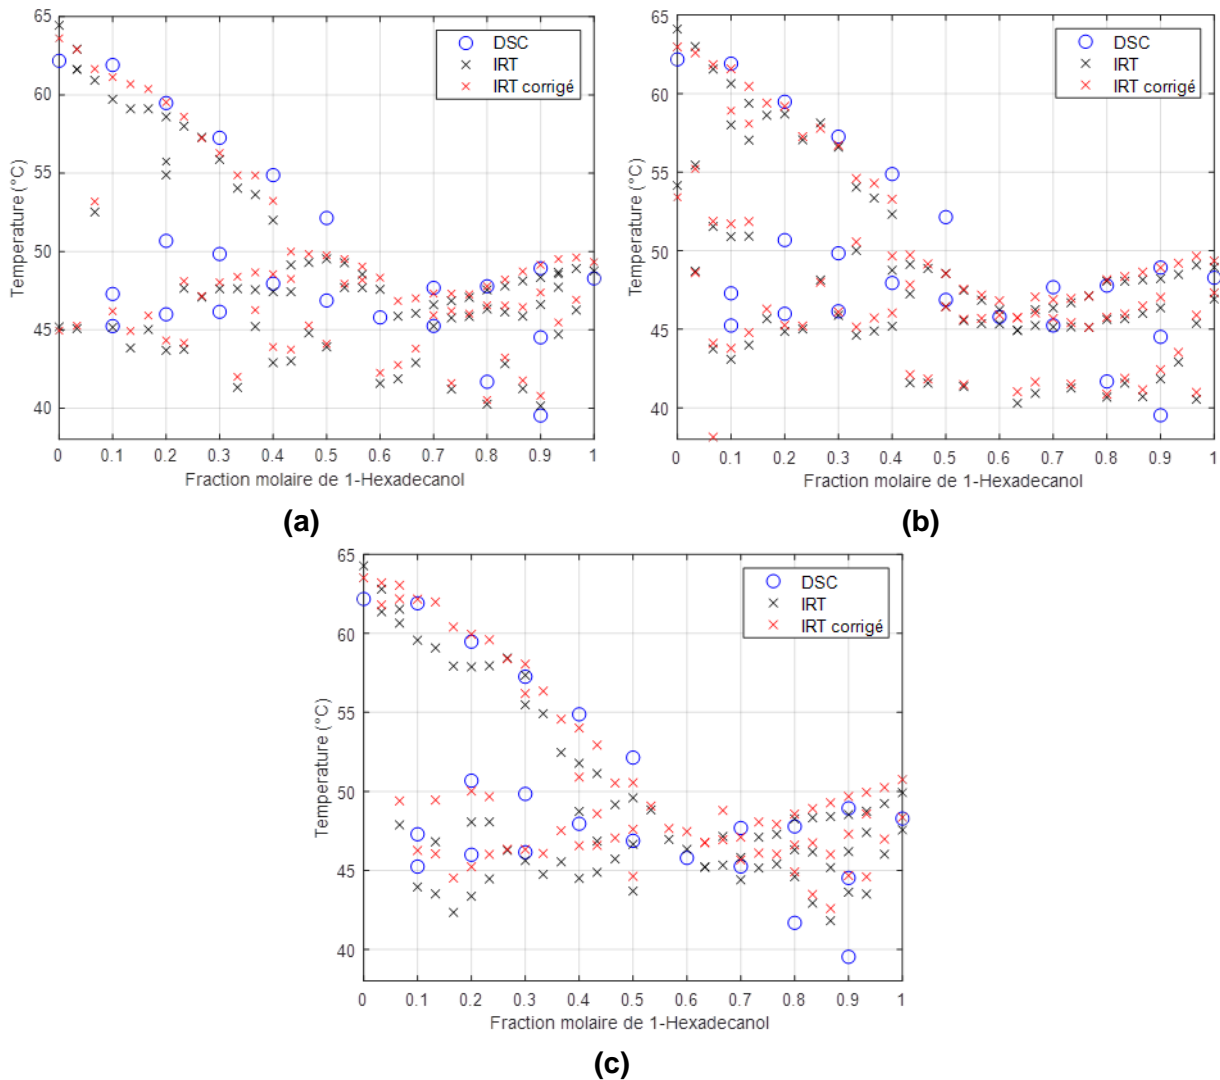 65
60
55
50
45
40
Temperature (°C)
DSC
IRT
IRT corrigé
0 0.1 0.2 0.3 0.4 0.5 0.6 0.7 0.8 0.9 1
Fraction molaire de 1-Hexadecanol
(a)
65
60
55
50
45
40
Temperature (°C)
DSC
IRT
IRT corrigé
0 0.1 0.2 0.3 0.4 0.5 0.6 0.7 0.8 0.9 1
Fraction molaire de 1-Hexadecanol
(b)
65
60
55
50
45
40
Temperature (°C)
DSC
IRT
IRT corrigé
0 0.1 0.2 0.3 0.4 0.5 0.6 0.7 0.8 0.9 1
Fraction molaire de 1-Hexadecanol
(c)